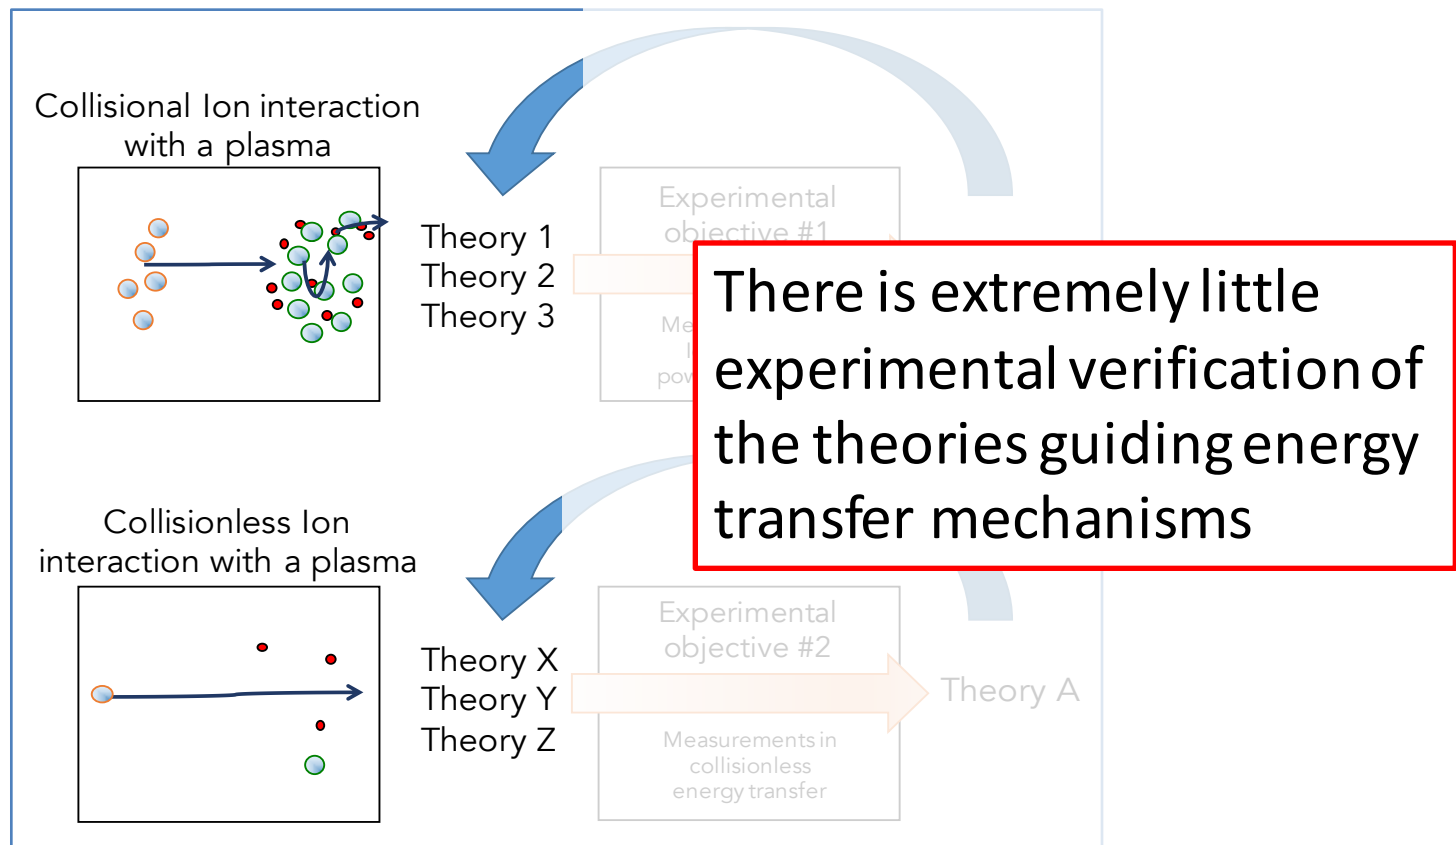 Collisional Ion interaction
with a plasma
Theory 1
Theory 2
Theory 3
Experimental
objective #1
There is extremely little
experimental verification of
the theories guiding energy
transfer mechanisms
Collisionless Ion
interaction with a plasma
Theory X
Theory Y
Theory Z
Experimental
objective #2
Measurements in
collisionless
energy transfer
Theory A